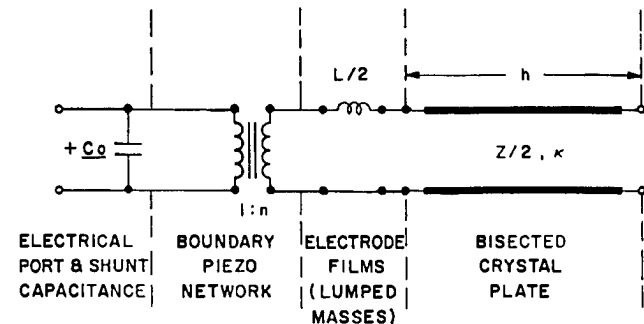 L/2
h
+ Co
Z/2, κ
1:n
ELECTRICAL PORT & SHUNT CAPACITANCE
BOUNDARY PIEZO NETWORK
ELECTRODE FILMS (LUMPED MASSES)
BISECTED CRYSTAL PLATE